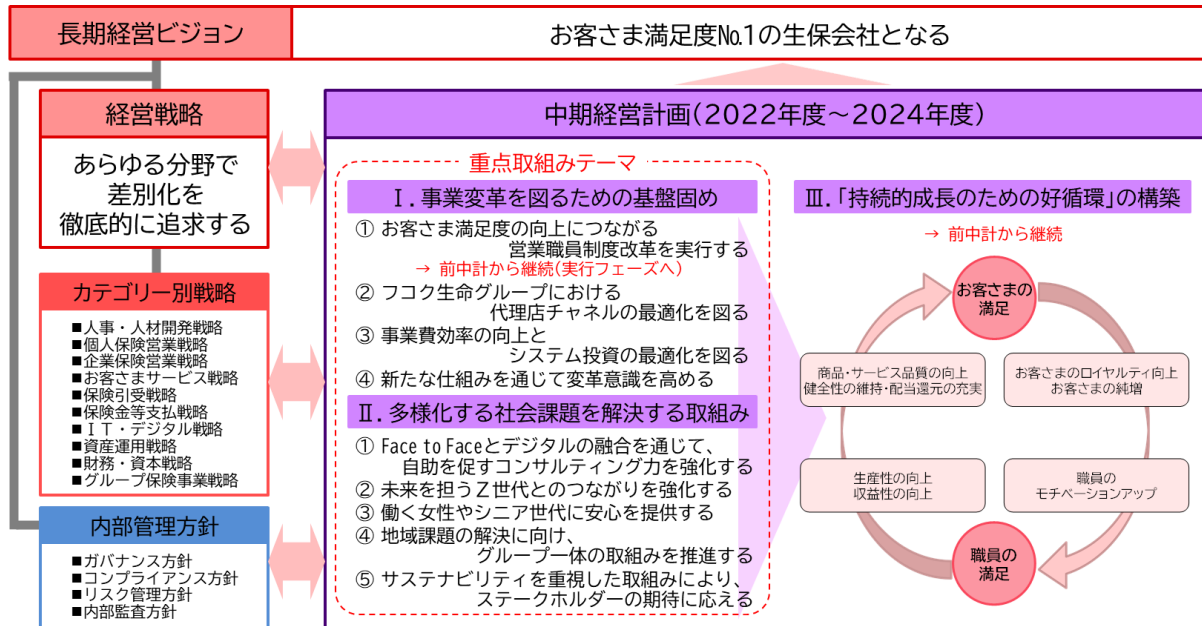 長期経営ビジョン
お客さま満足度№1の生保会社となる
経営戦略
あらゆる分野で
差別化を
徹底的に追求する
カテゴリー別戦略
■人事・人材開発戦略
■個人保険営業戦略
■企業保険営業戦略
■お客さまサービス戦略
■保険引受戦略
■保険金等支払戦略
■ＩＴ・デジタル戦略
■資産運用戦略
■財務・資本戦略
■グループ保険事業戦略
内部管理方針
■ガバナンス方針
■コンプライアンス方針
■リスク管理方針
■内部監査方針
中期経営計画（2022年度～2024年度）
重点取組みテーマ
Ⅰ．事業変革を図るための基盤固め
① お客さま満足度の向上につながる
営業職員制度改革を実行する
→ 前中計から継続(実行フェーズへ)
② フコク生命グループにおける
代理店チャネルの最適化を図る
③ 事業費効率の向上と
システム投資の最適化を図る
④ 新たな仕組みを通じて変革意識を高める
Ⅱ．多様化する社会課題を解決する取組み
① Face to Faceとデジタルの融合を通じて、
自助を促すコンサルティング力を強化する
② 未来を担うＺ世代とのつながりを強化する
③ 働く女性やシニア世代に安心を提供する
④ 地域課題の解決に向け、
グループ一体の取組みを推進する
⑤ サステナビリティを重視した取組みにより、
ステークホルダーの期待に応える
Ⅲ．「持続的成長のための好循環」の構築
→ 前中計から継続
お客さまの
満足
商品・サービス品質の向上
健全性の維持・配当還元の充実
お客さまのロイヤルティ向上
お客さまの純増
生産性の向上
収益性の向上
職員の
モチベーションアップ
職員の
満足